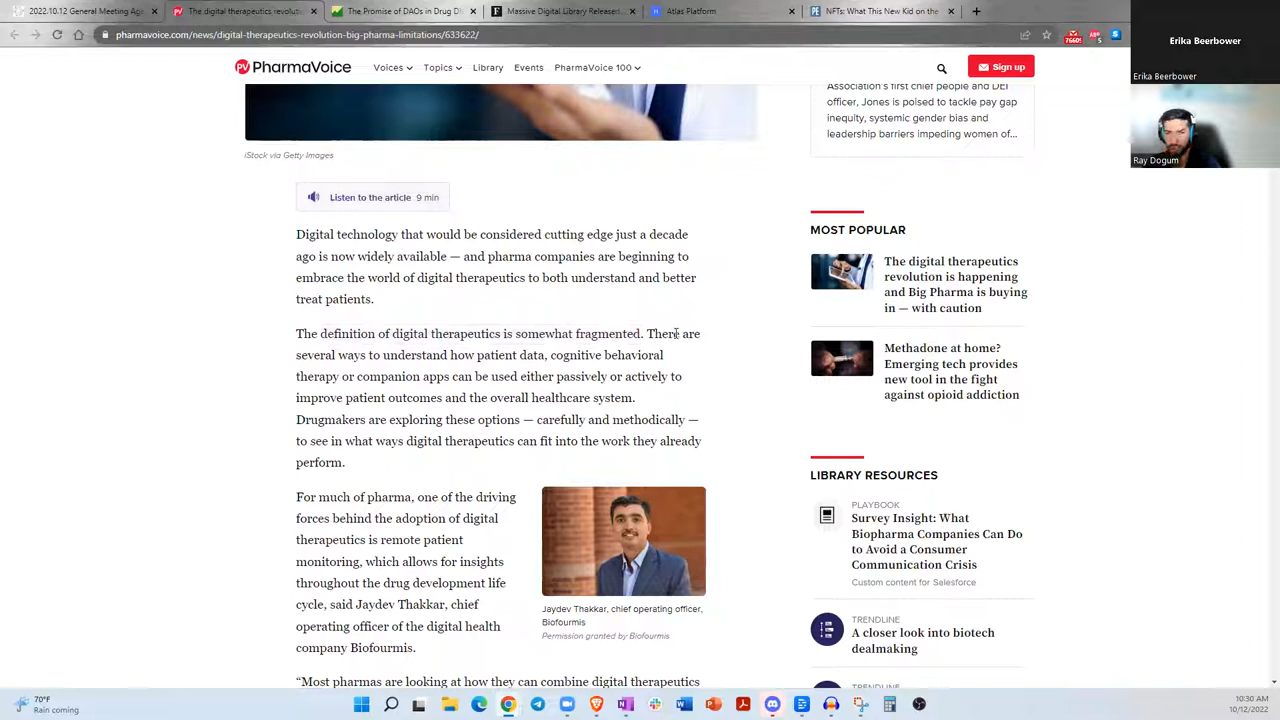 2022.10.12 General Meeting Age
The digital therapeutics revoluti
The Promise of DAOs in Drug D
Massive Digital Library Released
Atlas Platform
NFTs: What This New Kid on the
pharmavoice.com/news/digital-therapeutics-revolution-big-pharma-limitations/633622/
Erika Beerbower
Erika Beerbower
Ray Dogum
PharmaVoice
Voices
Topics
Library
Events
PharmaVoice 100
Sign up
iStock via Getty Images
Listen to the article 9 min
Digital technology that would be considered cutting edge just a decade
ago is now widely available — and pharma companies are beginning to
embrace the world of digital therapeutics to both understand and better
treat patients.
The definition of digital therapeutics is somewhat fragmented. There are
several ways to understand how patient data, cognitive behavioral
therapy or companion apps can be used either passively or actively to
improve patient outcomes and the overall healthcare system.
Drugmakers are exploring these options — carefully and methodically —
to see in what ways digital therapeutics can fit into the work they already
perform.
For much of pharma, one of the driving
forces behind the adoption of digital
therapeutics is remote patient
monitoring, which allows for insights
throughout the drug development life
cycle, said Jaydev Thakkar, chief
operating officer of the digital health
company Biofourmis.
Jaydev Thakkar, chief operating officer,
Biofourmis
Permission granted by Biofourmis
“Most pharmas are looking at how they can combine digital therapeutics
Association's first chief people and DEI
officer, Jones is poised to tackle pay gap
inequity, systemic gender bias and
leadership barriers impeding women of...
MOST POPULAR
The digital therapeutics
revolution is happening
and Big Pharma is buying
in — with caution
Methadone at home?
Emerging tech provides
new tool in the fight
against opioid addiction
LIBRARY RESOURCES
PLAYBOOK
Survey Insight: What
Biopharma Companies Can Do
to Avoid a Consumer
Communication Crisis
Custom content for Salesforce
TRENDLINE
A closer look into biotech
dealmaking
TRENDLINE
70°F
Rain coming
10:30 AM
10/12/2022